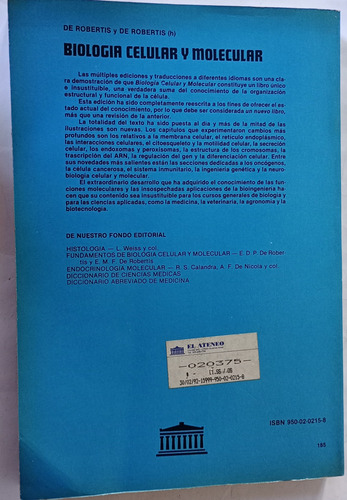 DE ROBERTIS y DE ROBERTIS (h)
BIOLOGIA CELULAR Y MOLECULAR
Las múltiples ediciones y traducciones a diferentes idiomas son una cla-
ra demostración de que Biología Celular y Molecular constituye un libro único
e insustituible, una verdadera suma del conocimiento de la organización
estructural y funcional de la célula.
Esta edición ha sido completamente reescrita a los fines de ofrecer el es-
tado actual del conocimiento, por lo que debe ser considerada un nuevo libro,
más que una revisión de la anterior.
La totalidad del texto ha sido puesta al día y más de la mitad de las
ilustraciones son nuevas. Los capítulos que experimentaron cambios más
profundos son los relativos a la membrana celular, el retículo endoplásmico,
las interacciones celulares, el citoesqueleto y la motilidad celular, la secreción
celular, los endosomas y peroxisomas, la estructura de los cromosomas, la
trascripción del ARN, la regulación del gen y la diferenciación celular. Entre
sus novedades más salientes están las secciones dedicadas a los oncógenos,
la célula cancerosa, el sistema inmunitario, la ingeniería genética y la neuro-
biología celular y molecular.
El extraordinario desarrollo que ha adquirido el conocimiento de las fun-
ciones moleculares y las insospechadas aplicaciones de la bioingeniería ha-
cen que su contenido sea insustituible para los cursos generales de biología y
para las ciencias aplicadas, como la medicina, la veterinaria, la agronomía y la
biotecnología.
DE NUESTRO FONDO EDITORIAL
HISTOLOGIA — L. Weiss y col.
FUNDAMENTOS DE BIOLOGIA CELULAR Y MOLECULAR — E. D. P. De Rober-
tis y E. M. F. De Robertis
ENDOCRINOLOGIA MOLECULAR — R. S. Calandra, A. F. De Nicola y col.
DICCIONARIO DE CIENCIAS MEDICAS
DICCIONARIO ABREVIADO DE MEDICINA
EL ATENEO
—020375—
ISBN 950-02-0215-8
185